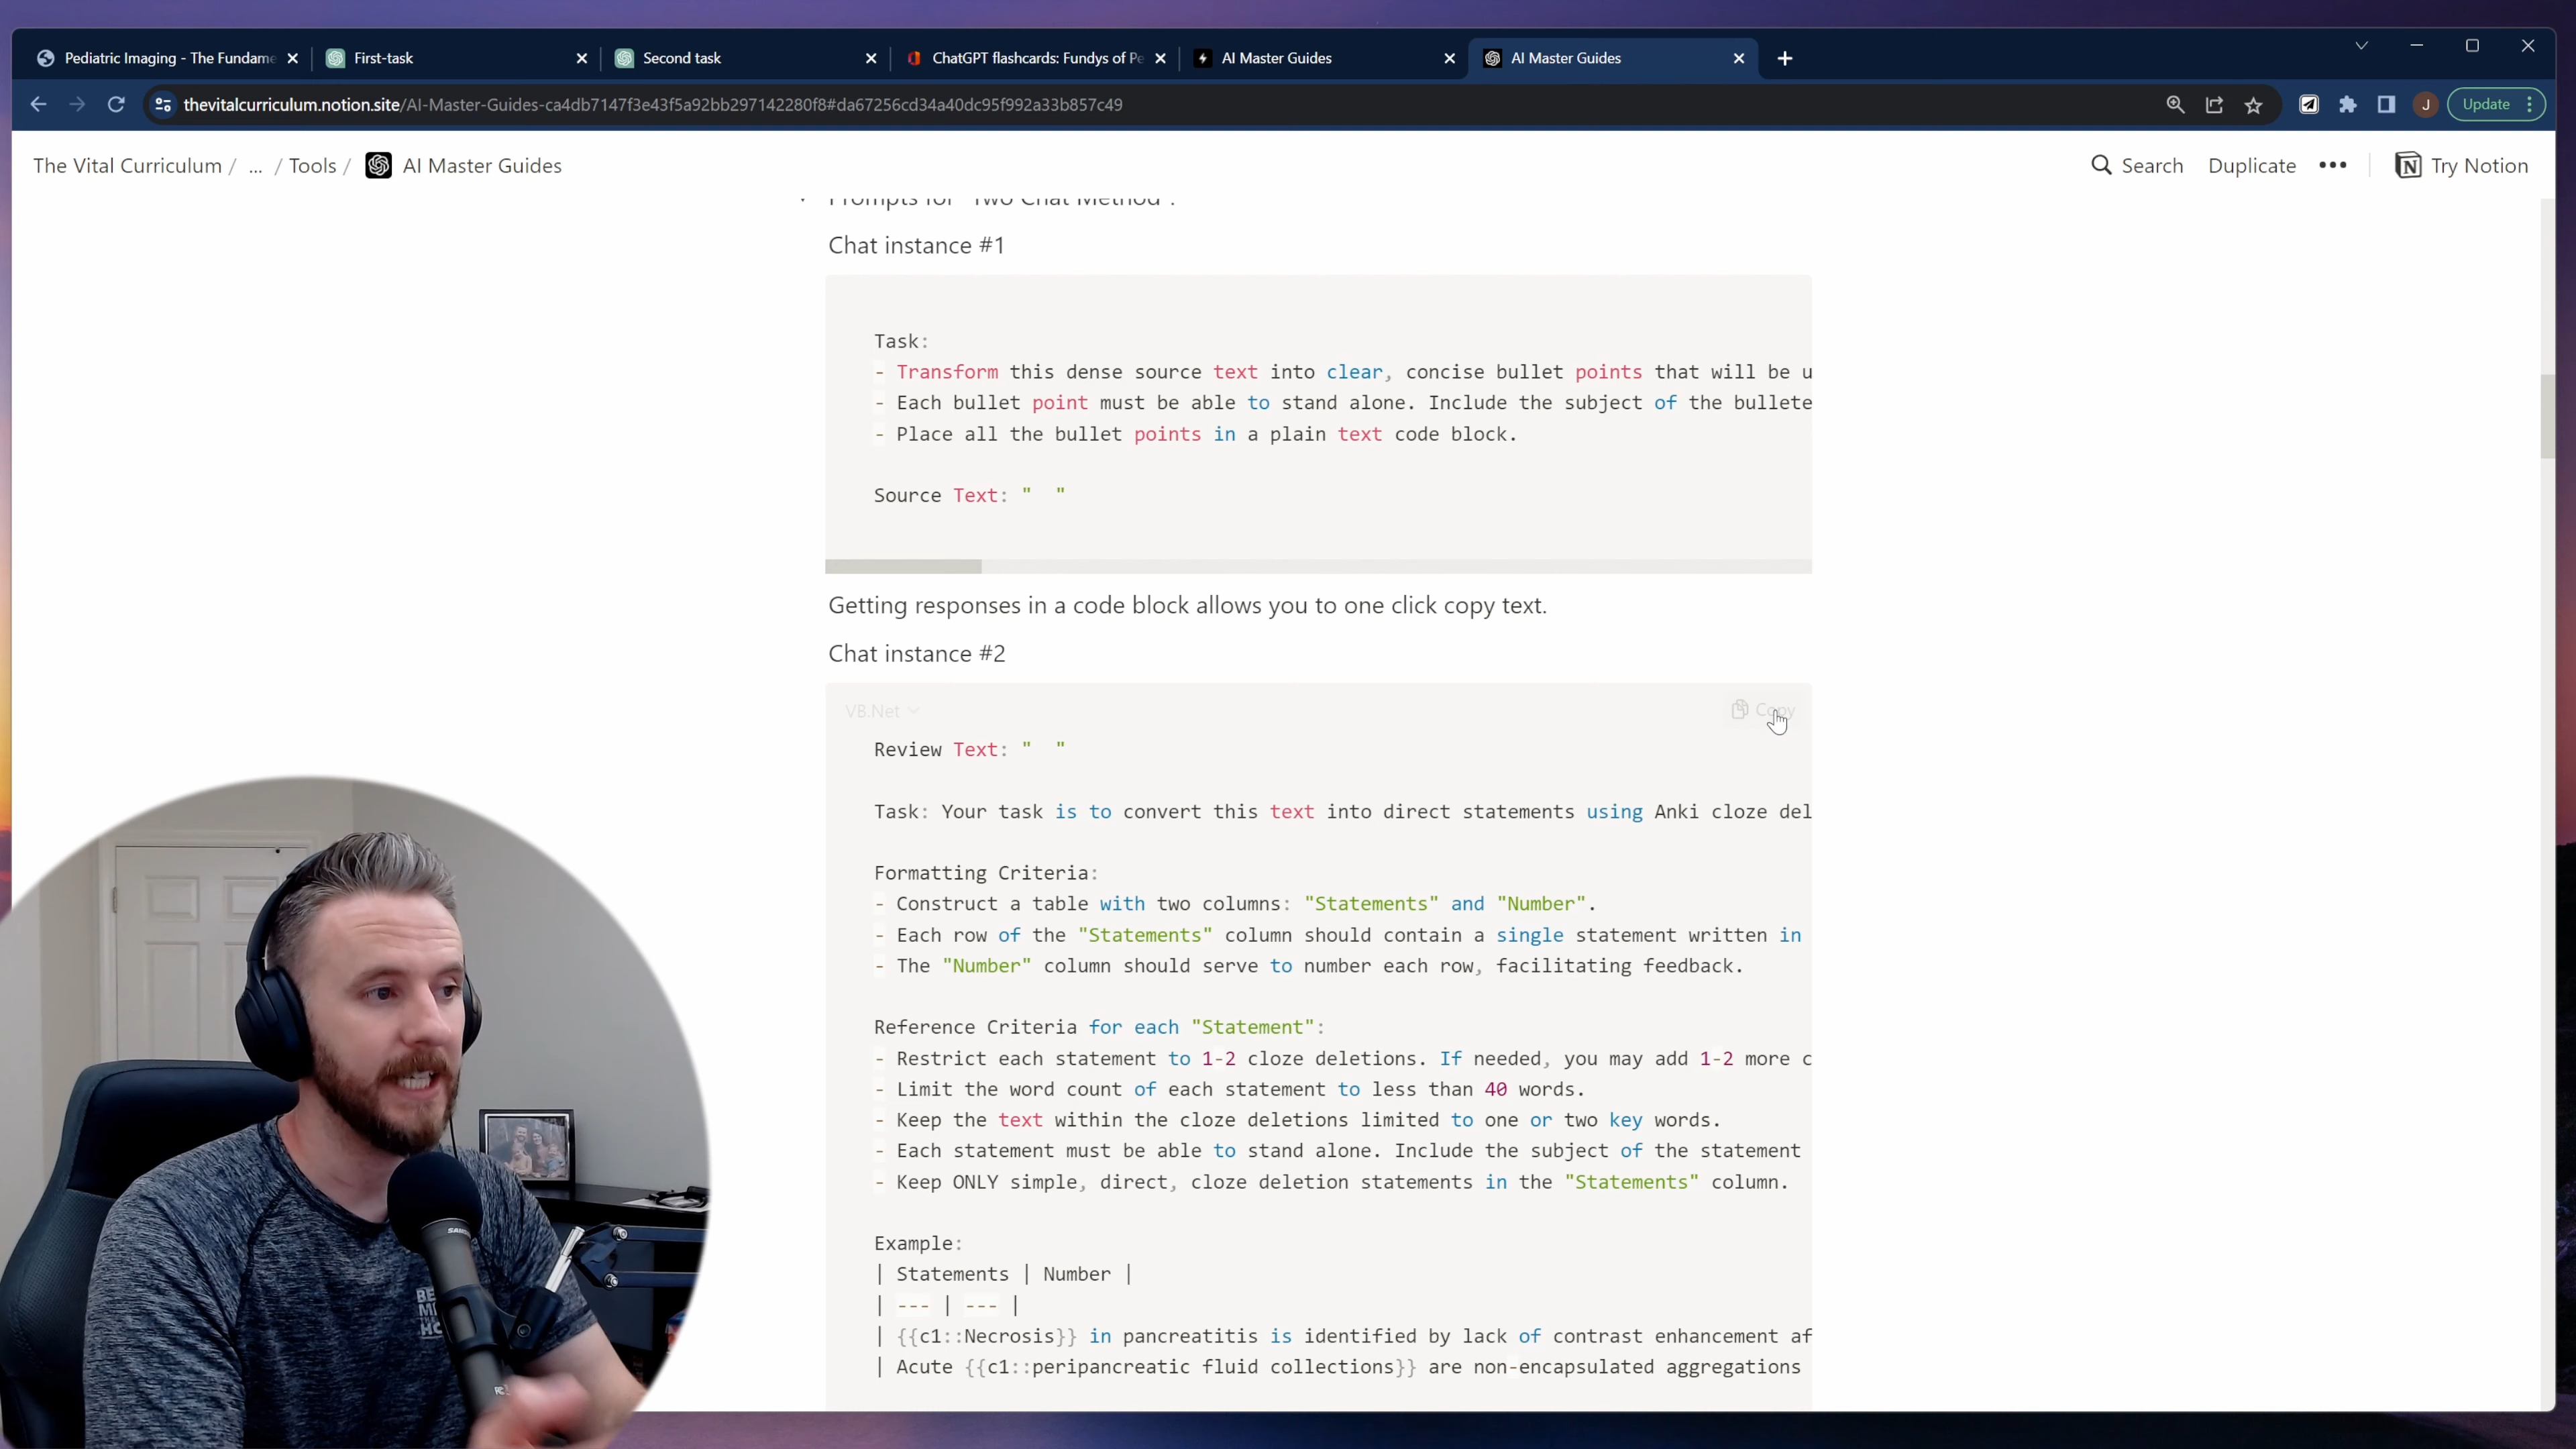 Pediatric Imaging - The Fundame
First-task
Second task
ChatGPT flashcards: Fundys of Pe
AI Master Guides
AI Master Guides
thevitalcurriculum.notion.site/AI-Master-Guides-ca4db7147f3e43f5a92bb297142280f8#da67256cd34a40dc95f992a33b857c49
J
Update
The Vital Curriculum / ... / Tools / AI Master Guides
Search
Duplicate
Try Notion
Prompts for "Two Chat Method":
Chat instance #1
Task:
- Transform this dense source text into clear, concise bullet points that will be u
- Each bullet point must be able to stand alone. Include the subject of the bullete
- Place all the bullet points in a plain text code block.
Source Text: "  "
Getting responses in a code block allows you to one click copy text.
Chat instance #2
VB.Net
Copy
Review Text: "  "
Task: Your task is to convert this text into direct statements using Anki cloze del
Formatting Criteria:
- Construct a table with two columns: "Statements" and "Number".
- Each row of the "Statements" column should contain a single statement written in
- The "Number" column should serve to number each row, facilitating feedback.
Reference Criteria for each "Statement":
- Restrict each statement to 1-2 cloze deletions. If needed, you may add 1-2 more c
- Limit the word count of each statement to less than 40 words.
- Keep the text within the cloze deletions limited to one or two key words.
- Each statement must be able to stand alone. Include the subject of the statement
- Keep ONLY simple, direct, cloze deletion statements in the "Statements" column.
Example:
| Statements | Number |
| --- | --- |
| {{c1::Necrosis}} in pancreatitis is identified by lack of contrast enhancement af
| Acute {{c1::peripancreatic fluid collections}} are non-encapsulated aggregations